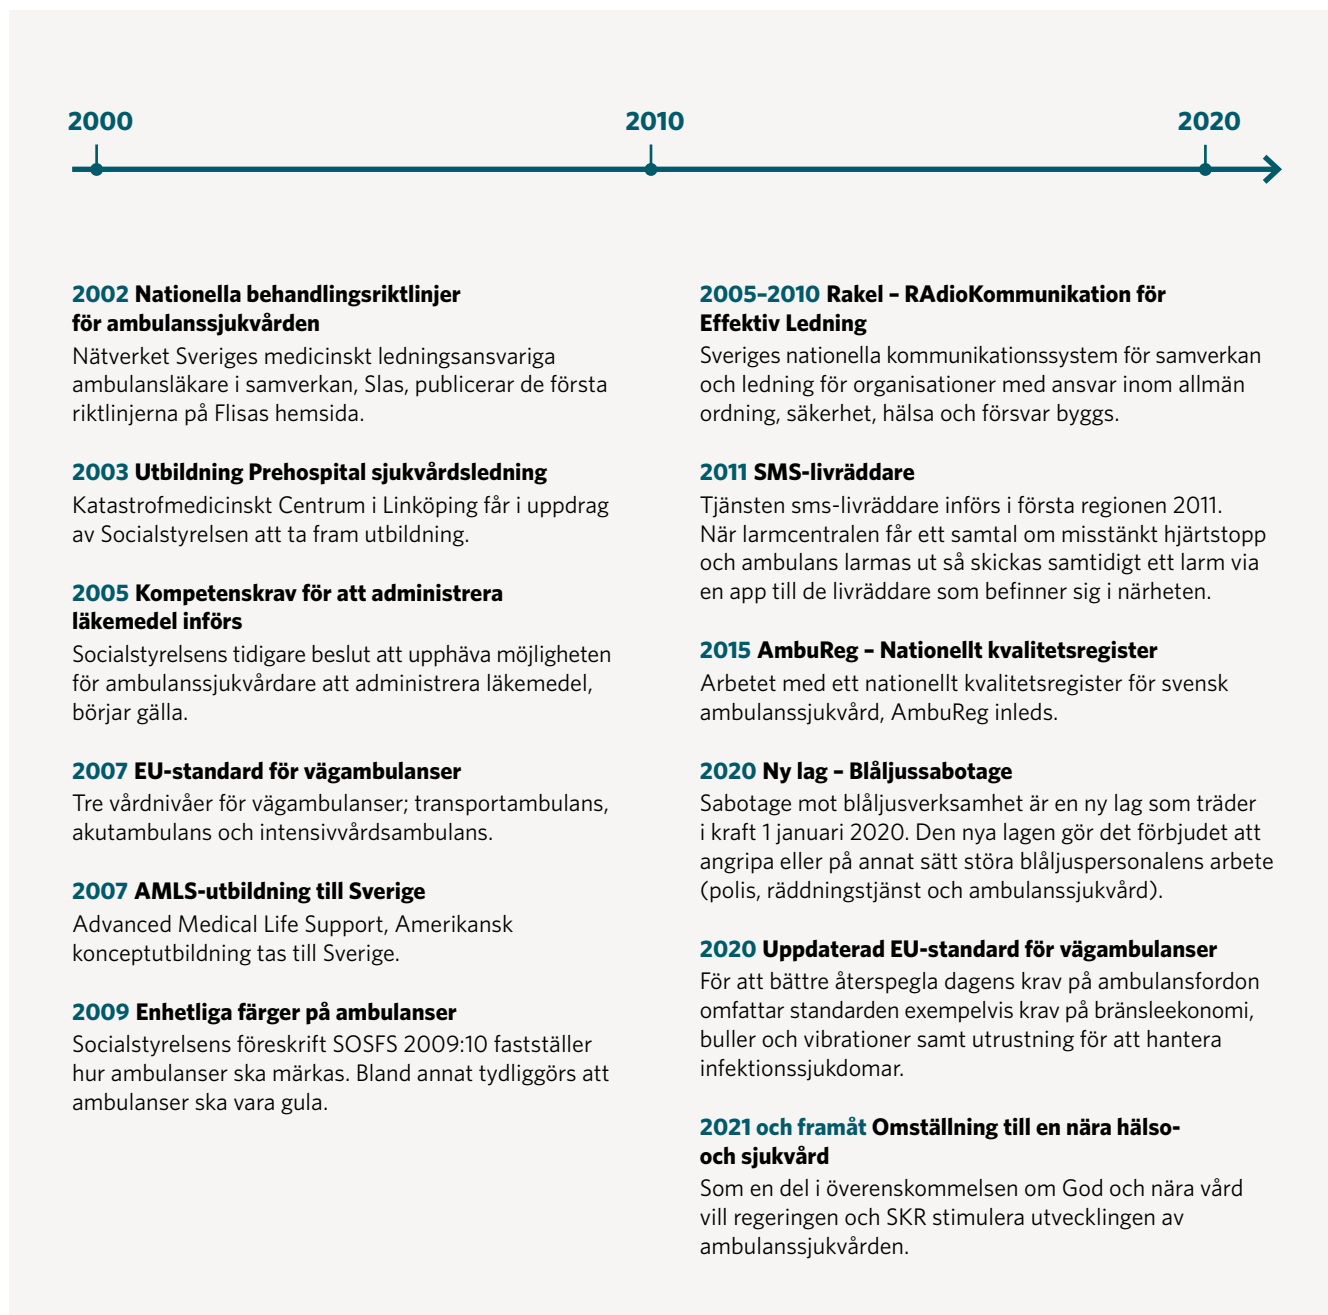 2000
2010
2020
2002 Nationella behandlingsriktlinjer
för ambulanssjukvården
Nätverket Sveriges medicinskt ledningsansvariga
ambulansläkare i samverkan, Slas, publicerar de första
riktlinjerna på Flisas hemsida.
2003 Utbildning Prehospital sjukvårdsledning
Katastrofmedicinskt Centrum i Linköping får i uppdrag
av Socialstyrelsen att ta fram utbildning.
2005 Kompetenskrav för att administrera
läkemedel införs
Socialstyrelsens tidigare beslut att upphäva möjligheten
för ambulanssjukvårdare att administrera läkemedel,
börjar gälla.
2007 EU-standard för vägambulanser
Tre vårdnivåer för vägambulanser; transportambulans,
akutambulans och intensivvårdsambulans.
2007 AMLS-utbildning till Sverige
Advanced Medical Life Support, Amerikansk
konceptutbildning tas till Sverige.
2009 Enhetliga färger på ambulanser
Socialstyrelsens föreskrift SOSFS 2009:10 fastställer
hur ambulanser ska märkas. Bland annat tydliggörs att
ambulanser ska vara gula.
2005–2010 Rakel – RAdioKommunikation för
Effektiv Ledning
Sveriges nationella kommunikationssystem för samverkan
och ledning för organisationer med ansvar inom allmän
ordning, säkerhet, hälsa och försvar byggs.
2011 SMS-livräddare
Tjänsten sms-livräddare införs i första regionen 2011.
När larmcentralen får ett samtal om misstänkt hjärtstopp
och ambulans larmas ut så skickas samtidigt ett larm via
en app till de livräddare som befinner sig i närheten.
2015 AmbuReg – Nationellt kvalitetsregister
Arbetet med ett nationellt kvalitetsregister för svensk
ambulanssjukvård, AmbuReg inleds.
2020 Ny lag – Blåljussabotage
Sabotage mot blåljusverksamhet är en ny lag som träder
i kraft 1 januari 2020. Den nya lagen gör det förbjudet att
angripa eller på annat sätt störa blåljuspersonalens arbete
(polis, räddningstjänst och ambulanssjukvård).
2020 Uppdaterad EU-standard för vägambulanser
För att bättre återspegla dagens krav på ambulansfordon
omfattar standarden exempelvis krav på bränsleekonomi,
buller och vibrationer samt utrustning för att hantera
infektionssjukdomar.
2021 och framåt Omställning till en nära hälso-
och sjukvård
Som en del i överenskommelsen om God och nära vård
vill regeringen och SKR stimulera utvecklingen av
ambulanssjukvården.